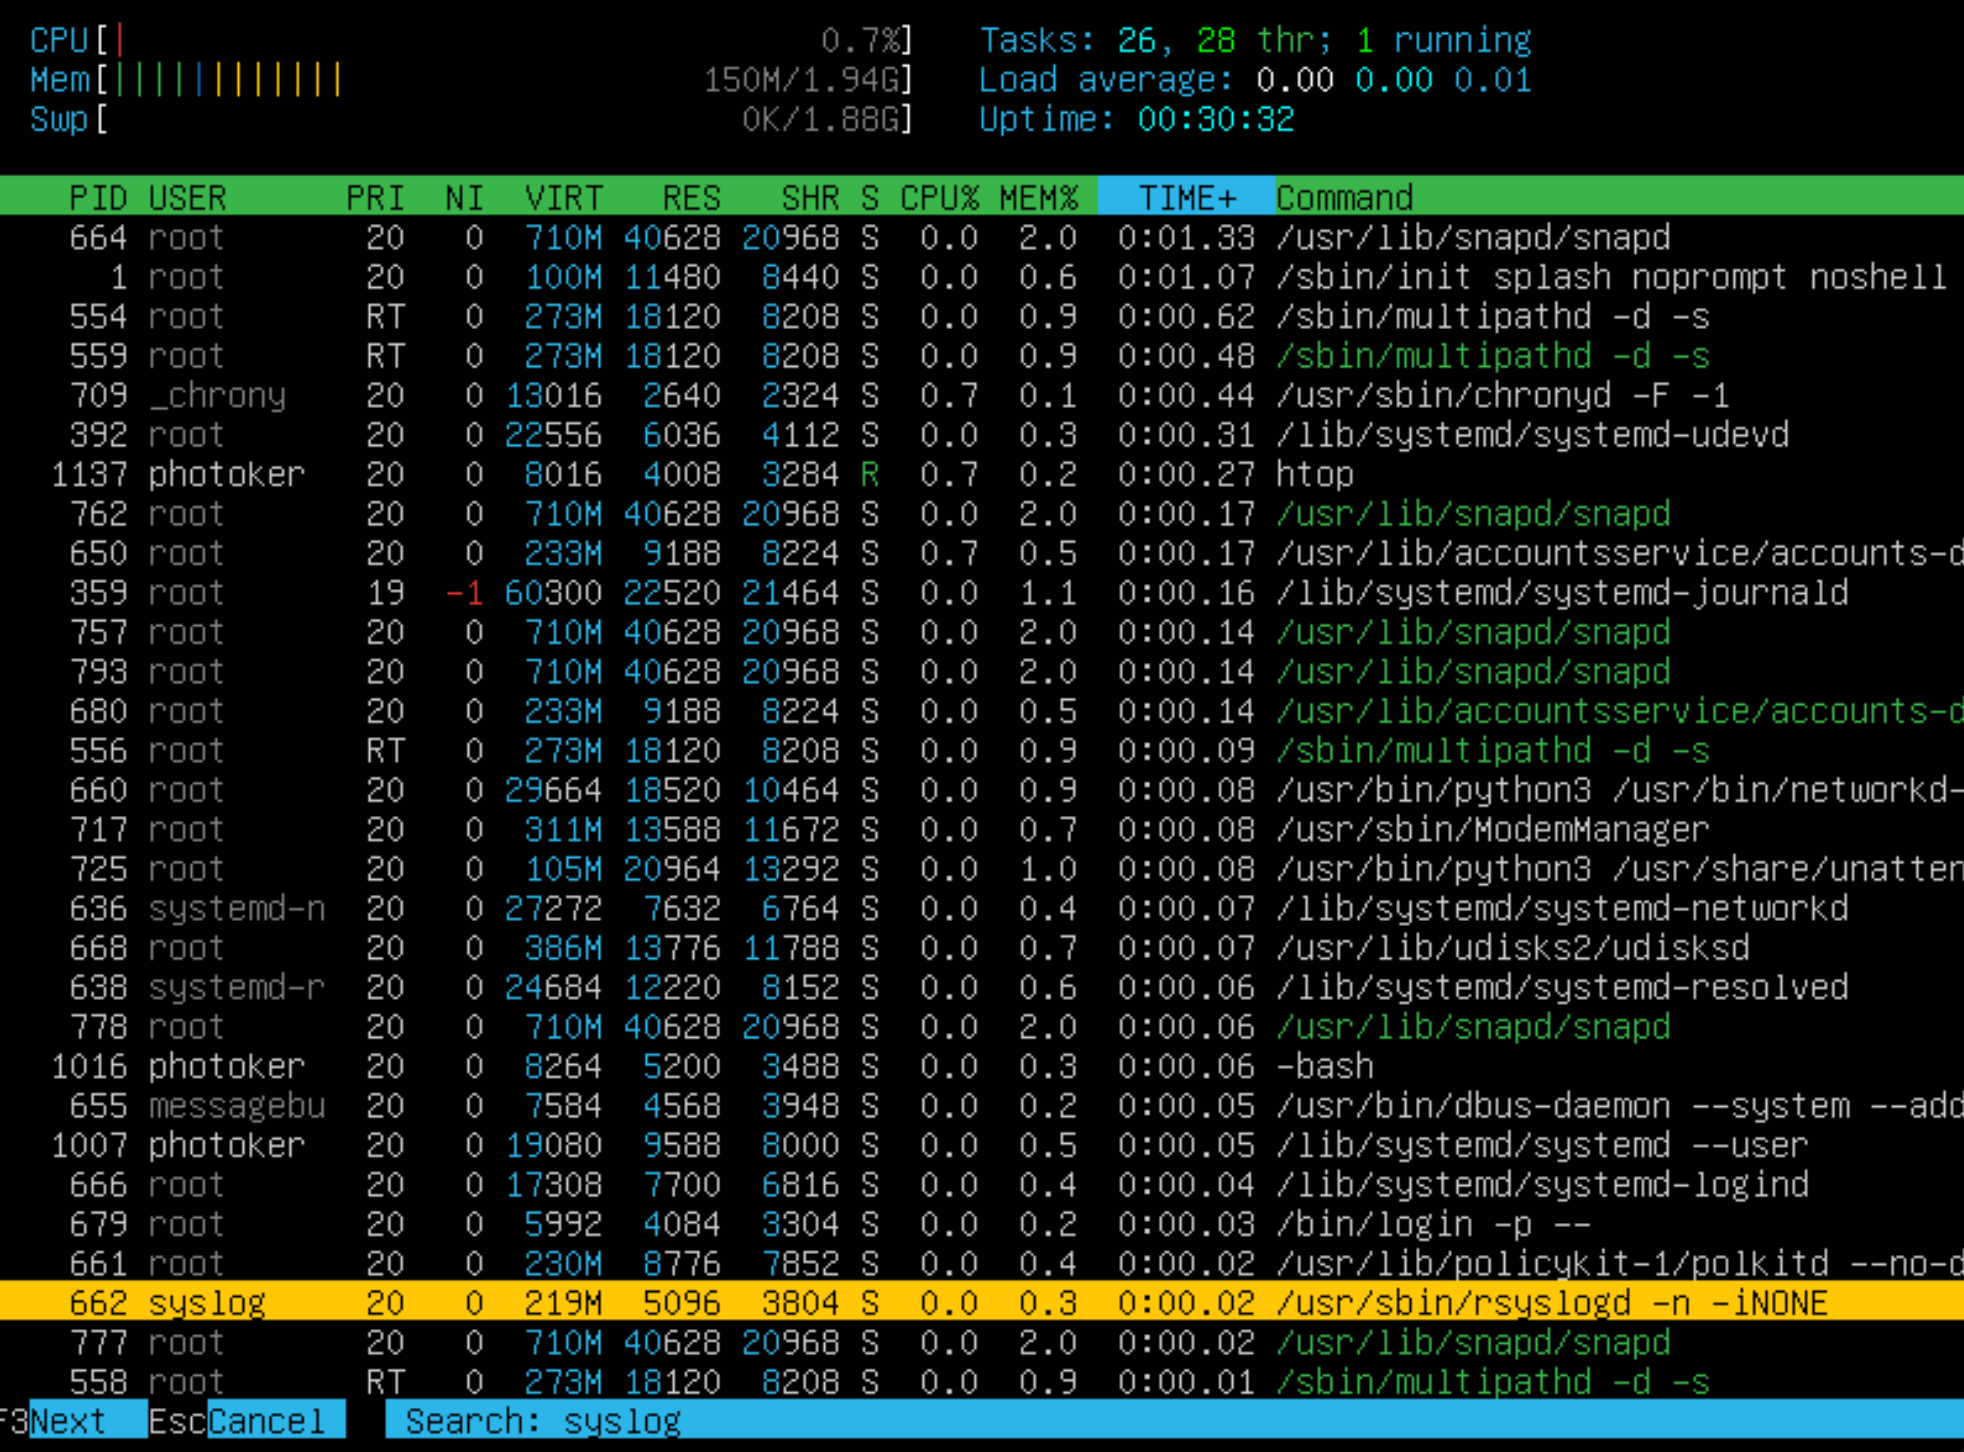 CPU[| 0.7%] Tasks: 26, 28 thr; 1 running
Mem[|||||||||||| 150M/1.94G] Load average: 0.00 0.00 0.01
Swp[ 0K/1.88G] Uptime: 00:30:32
PID USER PRI NI VIRT RES SHR S CPU% MEM% TIME+ Command
664 root 20 0 710M 40628 20968 S 0.0 2.0 0:01.33 /usr/lib/snapd/snapd
1 root 20 0 100M 11480 8440 S 0.0 0.6 0:01.07 /sbin/init splash noprompt noshell
554 root RT 0 273M 18120 8208 S 0.0 0.9 0:00.62 /sbin/multipathd -d -s
559 root RT 0 273M 18120 8208 S 0.0 0.9 0:00.48 /sbin/multipathd -d -s
709 _chrony 20 0 13016 2640 2324 S 0.7 0.1 0:00.44 /usr/sbin/chronyd -F -1
392 root 20 0 22556 6036 4112 S 0.0 0.3 0:00.31 /lib/systemd/systemd-udevd
1137 photoker 20 0 8016 4008 3284 R 0.7 0.2 0:00.27 htop
762 root 20 0 710M 40628 20968 S 0.0 2.0 0:00.17 /usr/lib/snapd/snapd
650 root 20 0 233M 9188 8224 S 0.7 0.5 0:00.17 /usr/lib/accountsservice/accounts-d
359 root 19 -1 60300 22520 21464 S 0.0 1.1 0:00.16 /lib/systemd/systemd-journald
757 root 20 0 710M 40628 20968 S 0.0 2.0 0:00.14 /usr/lib/snapd/snapd
793 root 20 0 710M 40628 20968 S 0.0 2.0 0:00.14 /usr/lib/snapd/snapd
680 root 20 0 233M 9188 8224 S 0.0 0.5 0:00.14 /usr/lib/accountsservice/accounts-d
556 root RT 0 273M 18120 8208 S 0.0 0.9 0:00.09 /sbin/multipathd -d -s
660 root 20 0 29664 18520 10464 S 0.0 0.9 0:00.08 /usr/bin/python3 /usr/bin/networkd-
717 root 20 0 311M 13588 11672 S 0.0 0.7 0:00.08 /usr/sbin/ModemManager
725 root 20 0 105M 20964 13292 S 0.0 1.0 0:00.08 /usr/bin/python3 /usr/share/unatten
636 systemd-n 20 0 27272 7632 6764 S 0.0 0.4 0:00.07 /lib/systemd/systemd-networkd
668 root 20 0 386M 13776 11788 S 0.0 0.7 0:00.07 /usr/lib/udisks2/udisksd
638 systemd-r 20 0 24684 12220 8152 S 0.0 0.6 0:00.06 /lib/systemd/systemd-resolved
778 root 20 0 710M 40628 20968 S 0.0 2.0 0:00.06 /usr/lib/snapd/snapd
1016 photoker 20 0 8264 5200 3488 S 0.0 0.3 0:00.06 -bash
655 messagebu 20 0 7584 4568 3948 S 0.0 0.2 0:00.05 /usr/bin/dbus-daemon --system --add
1007 photoker 20 0 19080 9588 8000 S 0.0 0.5 0:00.05 /lib/systemd/systemd --user
666 root 20 0 17308 7700 6816 S 0.0 0.4 0:00.04 /lib/systemd/systemd-logind
679 root 20 0 5992 4084 3304 S 0.0 0.2 0:00.03 /bin/login -p --
661 root 20 0 230M 8776 7852 S 0.0 0.4 0:00.02 /usr/lib/policykit-1/polkitd --no-d
662 syslog 20 0 219M 5096 3804 S 0.0 0.3 0:00.02 /usr/sbin/rsyslogd -n -iNONE
777 root 20 0 710M 40628 20968 S 0.0 2.0 0:00.02 /usr/lib/snapd/snapd
558 root RT 0 273M 18120 8208 S 0.0 0.9 0:00.01 /sbin/multipathd -d -s
F3Next EscCancel Search: syslog